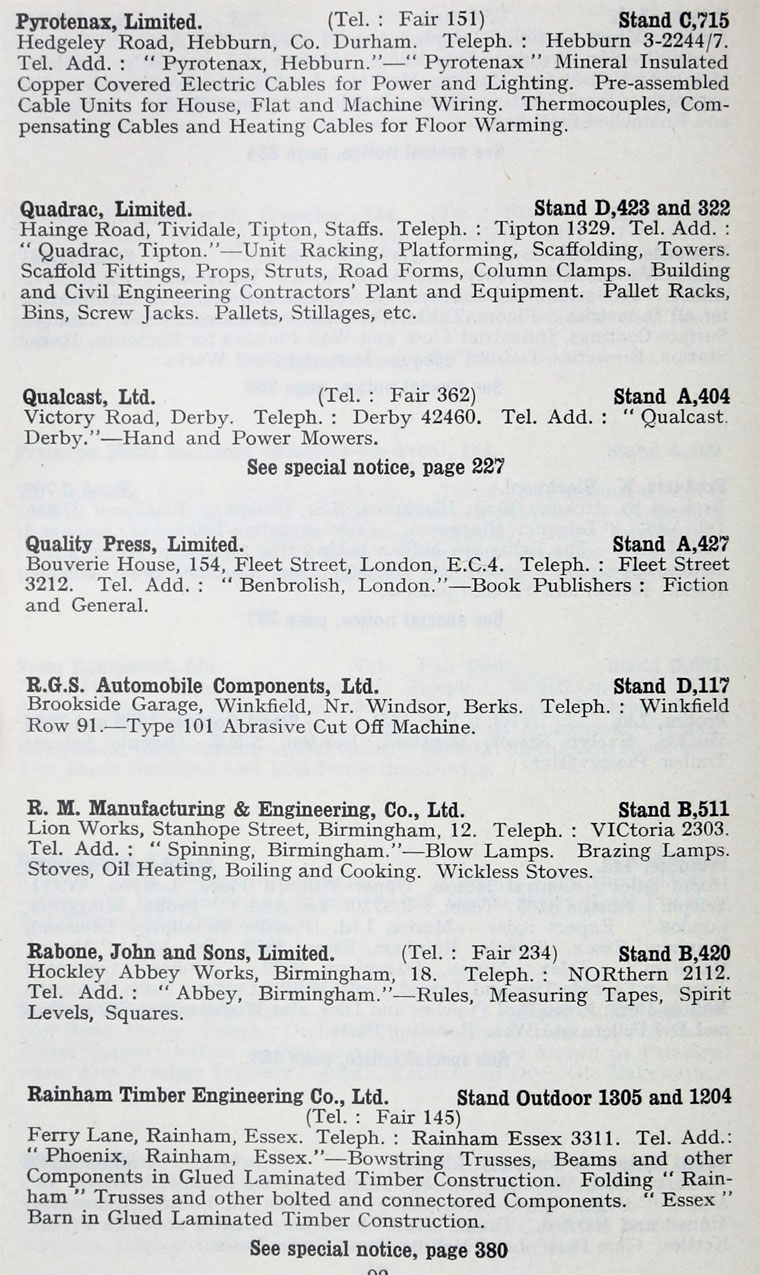 Pyrotenax, Limited. (Tel. : Fair 151) Stand C,715
Hedgeley Road, Hebburn, Co. Durham. Teleph. : Hebburn 3-2244/7.
Tel. Add. : " Pyrotenax, Hebburn."—" Pyrotenax " Mineral Insulated
Copper Covered Electric Cables for Power and Lighting. Pre-assembled
Cable Units for House, Flat and Machine Wiring. Thermocouples, Com-
pensating Cables and Heating Cables for Floor Warming.
Quadrac, Limited. Stand D,423 and 322
Hainge Road, Tividale, Tipton, Staffs. Teleph. : Tipton 1329. Tel. Add. :
" Quadrac, Tipton."—Unit Racking, Platforming, Scaffolding, Towers.
Scaffold Fittings, Props, Struts, Road Forms, Column Clamps. Building
and Civil Engineering Contractors' Plant and Equipment. Pallet Racks,
Bins, Screw Jacks. Pallets, Stillages, etc.
Qualcast, Ltd. (Tel. : Fair 362) Stand A,404
Victory Road, Derby. Teleph. : Derby 42460. Tel. Add. : " Qualcast.
Derby."—Hand and Power Mowers.
See special notice, page 227
Quality Press, Limited. Stand A,427
Bouverie House, 154, Fleet Street, London, E.C.4. Teleph. : Fleet Street
3212. Tel. Add. : " Benbrolish, London."—Book Publishers : Fiction
and General.
R.G.S. Automobile Components, Ltd. Stand D,117
Brookside Garage, Winkfield, Nr. Windsor, Berks. Teleph. : Winkfield
Row 91.—Type 101 Abrasive Cut Off Machine.
R. M. Manufacturing & Engineering, Co., Ltd. Stand B,511
Lion Works, Stanhope Street, Birmingham, 12. Teleph. : VICtoria 2303.
Tel. Add. : " Spinning, Birmingham."—Blow Lamps. Brazing Lamps.
Stoves, Oil Heating, Boiling and Cooking. Wickless Stoves.
Rabone, John and Sons, Limited. (Tel. : Fair 234) Stand B,420
Hockley Abbey Works, Birmingham, 18. Teleph. : NORthern 2112.
Tel. Add. : " Abbey, Birmingham."—Rules, Measuring Tapes, Spirit
Levels, Squares.
Rainham Timber Engineering Co., Ltd. Stand Outdoor 1305 and 1204
(Tel. : Fair 145)
Ferry Lane, Rainham, Essex. Teleph. : Rainham Essex 3311. Tel. Add.:
" Phoenix, Rainham, Essex."—Bowstring Trusses, Beams and other
Components in Glued Laminated Timber Construction. Folding " Rain-
ham " Trusses and other bolted and connectored Components. " Essex "
Barn in Glued Laminated Timber Construction.
See special notice, page 380